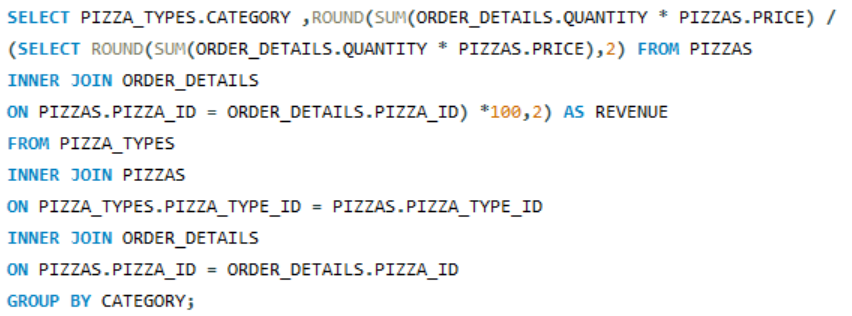 SELECT PIZZA_TYPES.CATEGORY ,ROUND(SUM(ORDER_DETAILS.QUANTITY * PIZZAS.PRICE) /
(SELECT ROUND(SUM(ORDER_DETAILS.QUANTITY * PIZZAS.PRICE),2) FROM PIZZAS
INNER JOIN ORDER_DETAILS
ON PIZZAS.PIZZA_ID = ORDER_DETAILS.PIZZA_ID) *100,2) AS REVENUE
FROM PIZZA_TYPES
INNER JOIN PIZZAS
ON PIZZA_TYPES.PIZZA_TYPE_ID = PIZZAS.PIZZA_TYPE_ID
INNER JOIN ORDER_DETAILS
ON PIZZAS.PIZZA_ID = ORDER_DETAILS.PIZZA_ID
GROUP BY CATEGORY;